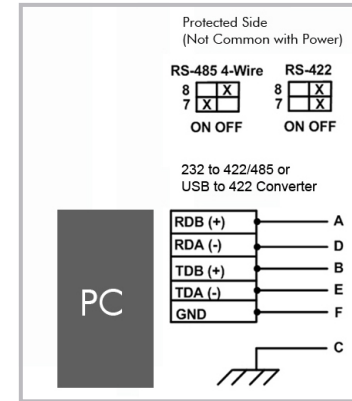 Protected Side
(Not Common with Power)
RS-485 4-Wire RS-422
8 X 8 X
7 X 7 X
ON OFF ON OFF
232 to 422/485 or
USB to 422 Converter
PC
RDB (+) A
RDA (-) D
TDB (+) B
TDA (-) E
GND F
C